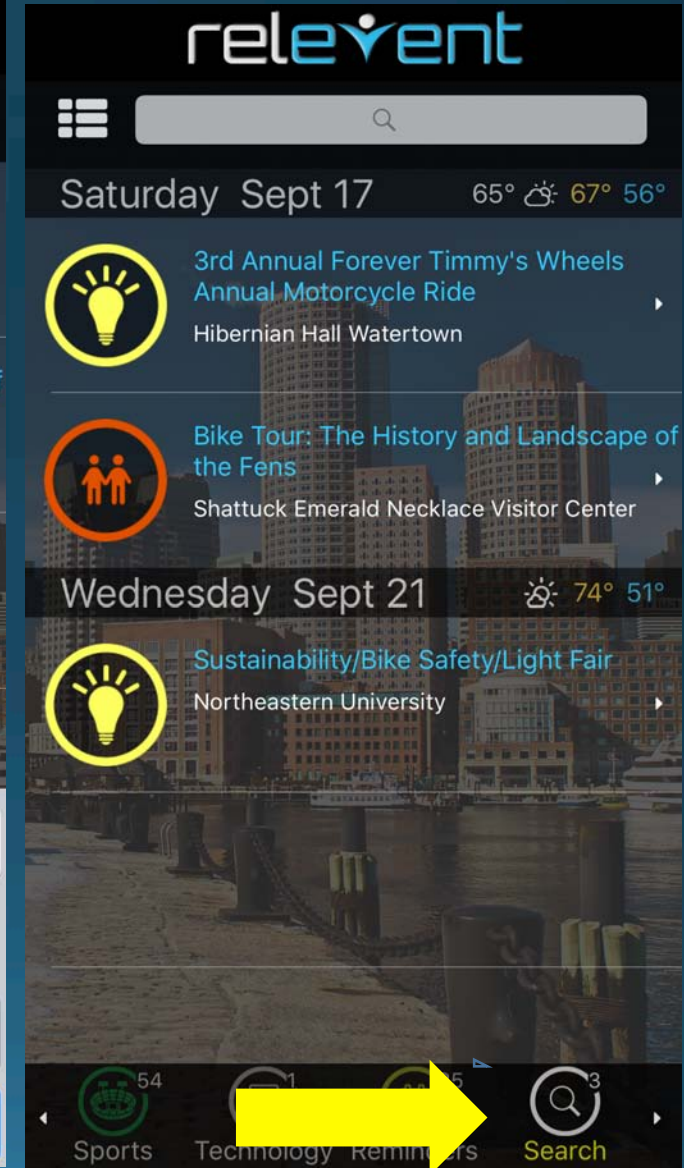 relevent
Saturday Sept 17 65° 67° 56°
3rd Annual Forever Timmy's Wheels
Annual Motorcycle Ride
Hibernian Hall Watertown
Bike Tour: The History and Landscape of
the Fens
Shattuck Emerald Necklace Visitor Center
Wednesday Sept 21 74° 51°
Sustainability/Bike Safety/Light Fair
Northeastern University
54 1 3
Sports Technology Reminders Search